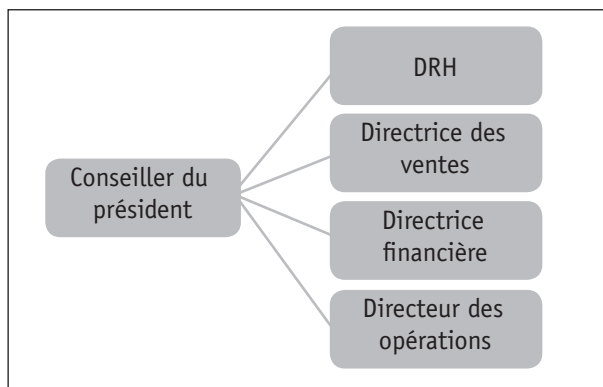 Conseiller du
président
DRH
Directrice des
ventes
Directrice
financière
Directeur des
opérations